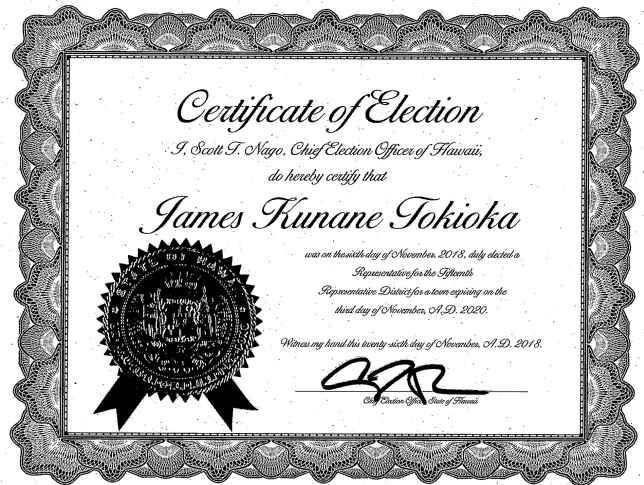 Certificate of Election
I, Scott T. Nago, Chief Election Officer of Hawaii,
do hereby certify that
James Kunane Tokioka
was on the sixth day of November, 2018, duly elected a
Representative for the Fifteenth
Representative District for a term expiring on the
third day of November, A.D. 2020.
Witness my hand this twenty-sixth day of November, A.D. 2018.
Chief Election Officer, State of Hawaii
STATE OF HAWAII